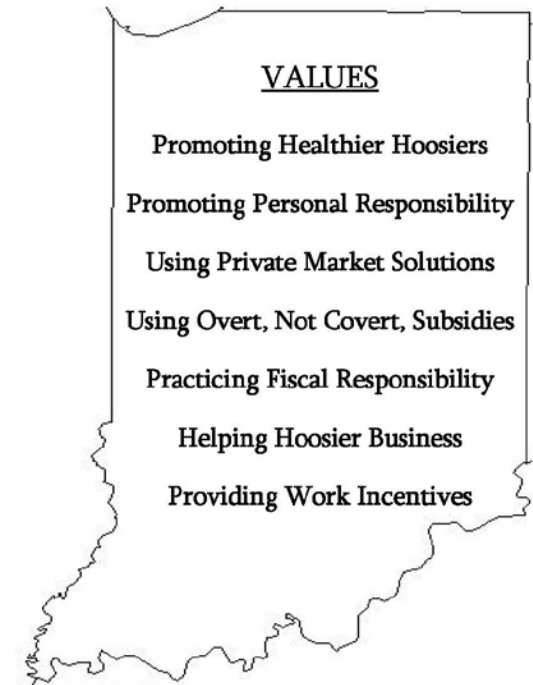 VALUES
Promoting Healthier Hoosiers
Promoting Personal Responsibility
Using Private Market Solutions
Using Overt, Not Covert, Subsidies
Practicing Fiscal Responsibility
Helping Hoosier Business
Providing Work Incentives